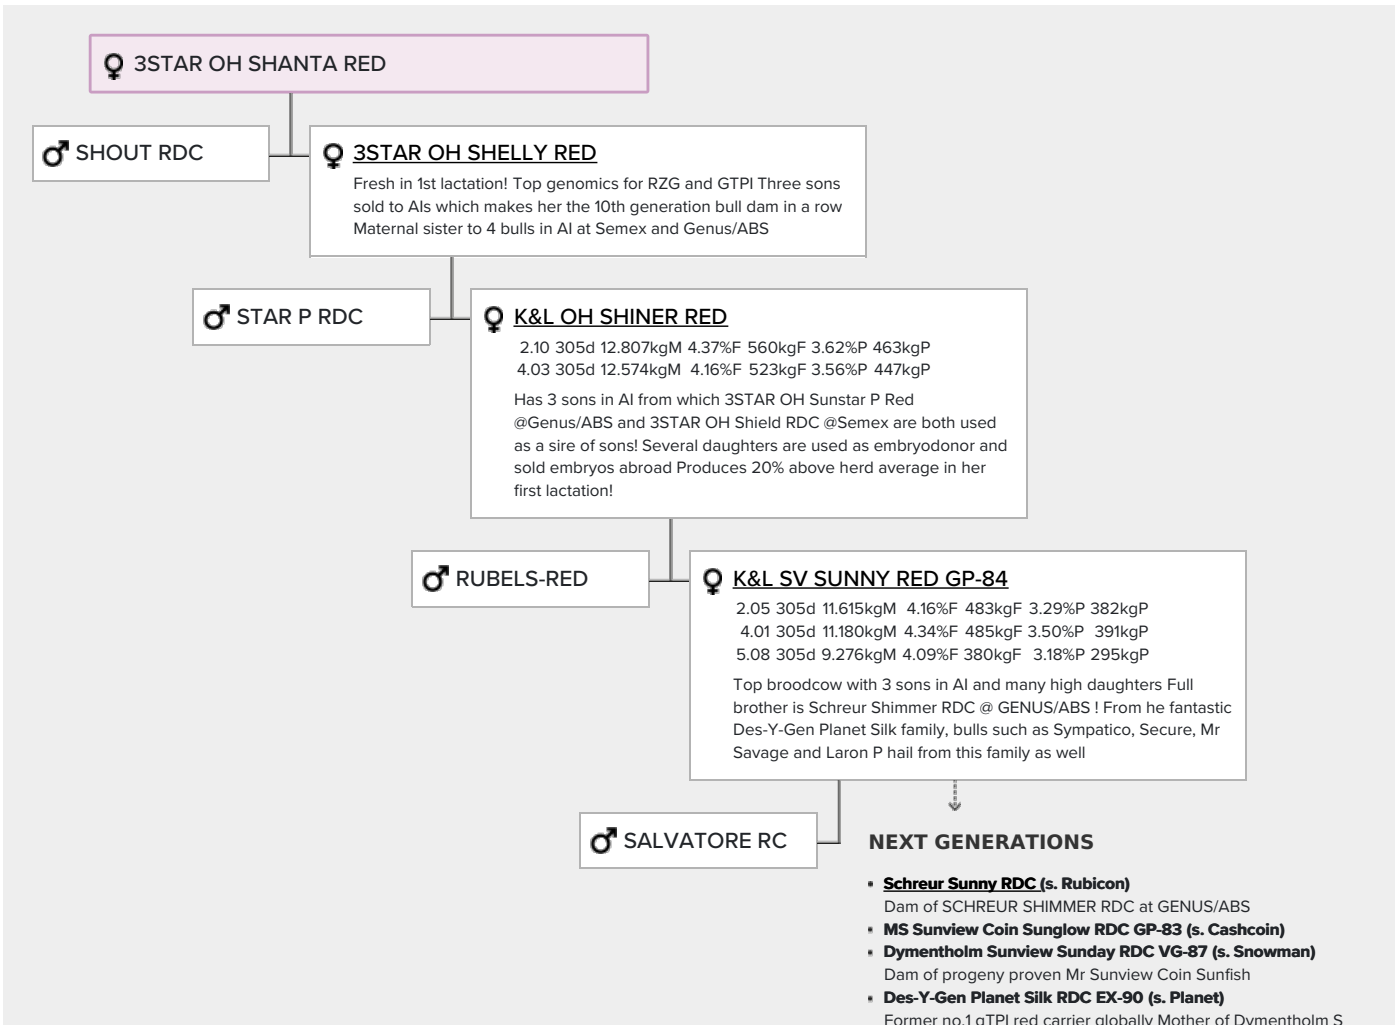 3STAR OH SHANTA RED
SHOUT RDC
3STAR OH SHELLY RED
Fresh in 1st lactation! Top genomics for RZG and GTPI Three sons
sold to AIs which makes her the 10th generation bull dam in a row
Maternal sister to 4 bulls in AI at Semex and Genus/ABS
STAR P RDC
K&L OH SHINER RED
2.10 305d 12.807kgM 4.37%F 560kgF 3.62%P 463kgP
4.03 305d 12.574kgM 4.16%F 523kgF 3.56%P 447kgP
Has 3 sons in AI from which 3STAR OH Sunstar P Red
@Genus/ABS and 3STAR OH Shield RDC @Semex are both used
as a sire of sons! Several daughters are used as embryodonor and
sold embryos abroad Produces 20% above herd average in her
first lactation!
RUBELS-RED
K&L SV SUNNY RED GP-84
2.05 305d 11.615kgM 4.16%F 483kgF 3.29%P 382kgP
4.01 305d 11.180kgM 4.34%F 485kgF 3.50%P 391kgP
5.08 305d 9.276kgM 4.09%F 380kgF 3.18%P 295kgP
Top broodcow with 3 sons in AI and many high daughters Full
brother is Schreur Shimmer RDC @ GENUS/ABS ! From he fantastic
Des-Y-Gen Planet Silk family, bulls such as Sympatico, Secure, Mr
Savage and Laron P hail from this family as well
SALVATORE RC
NEXT GENERATIONS
Schreur Sunny RDC (s. Rubicon)
Dam of SCHREUR SHIMMER RDC at GENUS/ABS
MS Sunview Coin Sunglow RDC GP-83 (s. Cashcoin)
Dymentholm Sunview Sunday RDC VG-87 (s. Snowman)
Dam of progeny proven Mr Sunview Coin Sunfish
Des-Y-Gen Planet Silk RDC EX-90 (s. Planet)
Former no.1 gTPI red carrier globally Mother of Dymentholm S